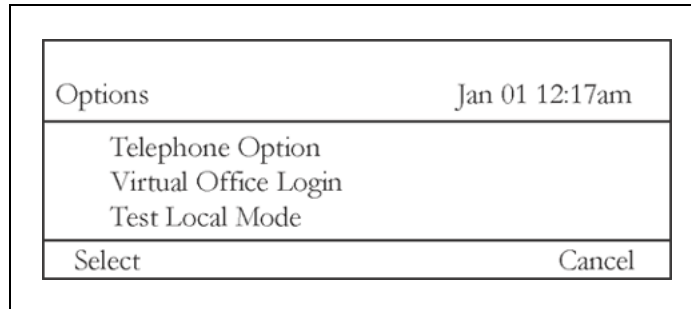 Options Jan 01 12:17am
Telephone Option
Virtual Office Login
Test Local Mode
Select Cancel